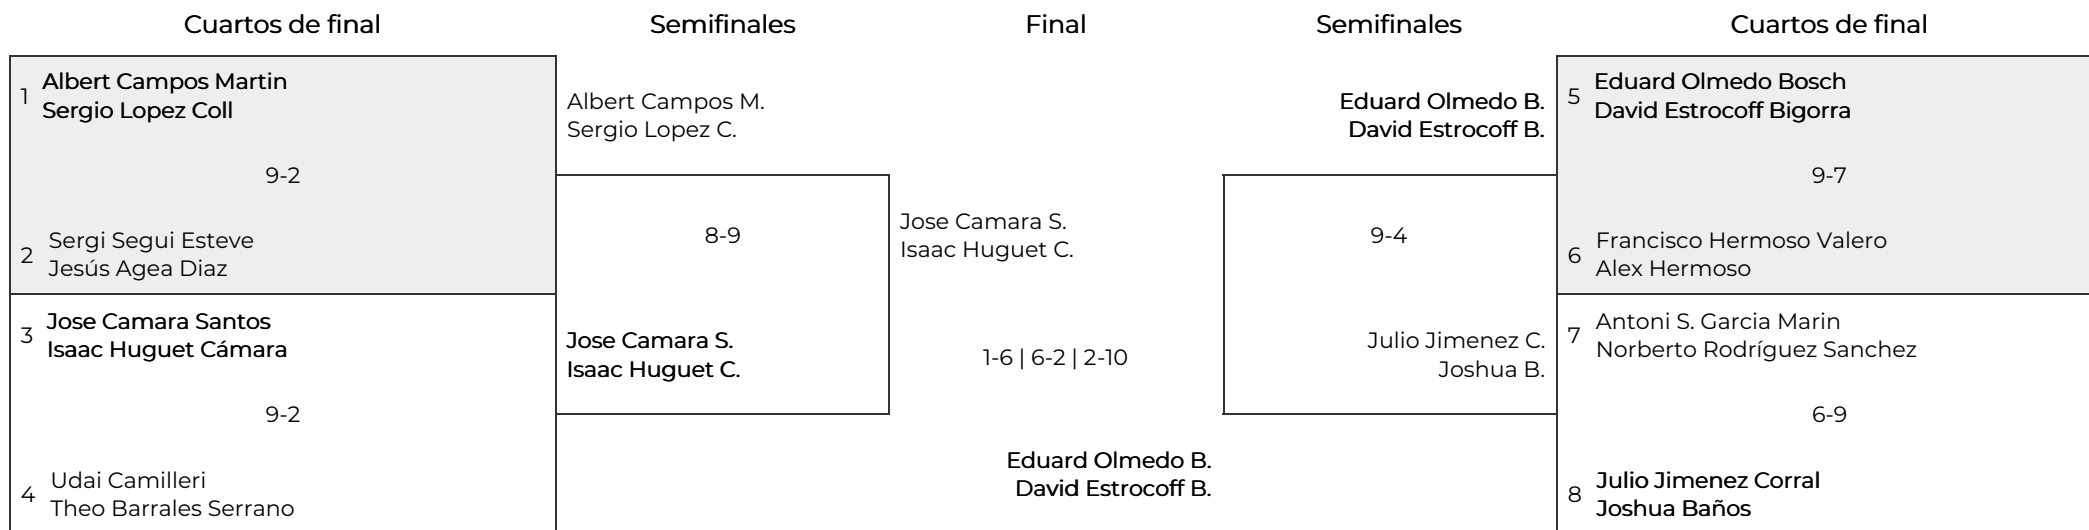 Cuartos de final
Semifinales
Final
Semifinales
Cuartos de final
1
Albert Campos Martin
Sergio Lopez Coll
9-2
2
Sergi Segui Esteve
Jesús Agea Diaz
3
Jose Camara Santos
Isaac Huguet Cámara
9-2
4
Udai Camilleri
Theo Barrales Serrano
Albert Campos M.
Sergio Lopez C.
8-9
Jose Camara S.
Isaac Huguet C.
Jose Camara S.
Isaac Huguet C.
1-6 | 6-2 | 2-10
Eduard Olmedo B.
David Estrocoff B.
Eduard Olmedo B.
David Estrocoff B.
9-4
Julio Jimenez C.
Joshua B.
5
Eduard Olmedo Bosch
David Estrocoff Bigorra
9-7
6
Francisco Hermoso Valero
Alex Hermoso
7
Antoni S. Garcia Marin
Norberto Rodríguez Sanchez
6-9
8
Julio Jimenez Corral
Joshua Baños